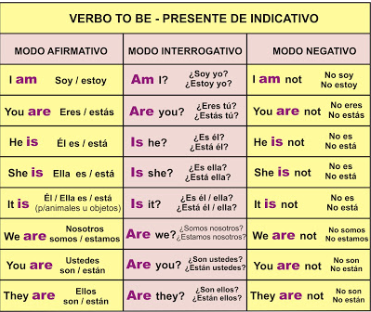 VERBO TO BE - PRESENTE DE INDICATIVO
MODO AFIRMATIVO MODO INTERROGATIVO MODO NEGATIVO
I am Soy / estoy Am I? ¿Soy yo? I am not No soy
¿Estoy yo? No estoy
You are Eres / estás Are you? ¿Eres tú? You are not No eres
¿Estás tú? No estás
He is Él es / está Is he? ¿Es él? He is not No es
¿Está él? No está
She is Ella es / está Is she? ¿Es ella? She is not No es
¿Está ella? No está
It is Él / Ella es / está Is it? ¿Es él / ella? It is not No es
(p/animales u objetos) ¿Está él / ella? No está
We are Nosotros Are we? ¿Somos nosotros? We are not No somos
somos / estamos ¿Estamos nosotros? No estamos
You are Ustedes Are you? ¿Son ustedes? You are not No son
son / están ¿Están ustedes? No están
They are Ellos Are they? ¿Son ellos? They are not No son
son / están ¿Están ellos? No están